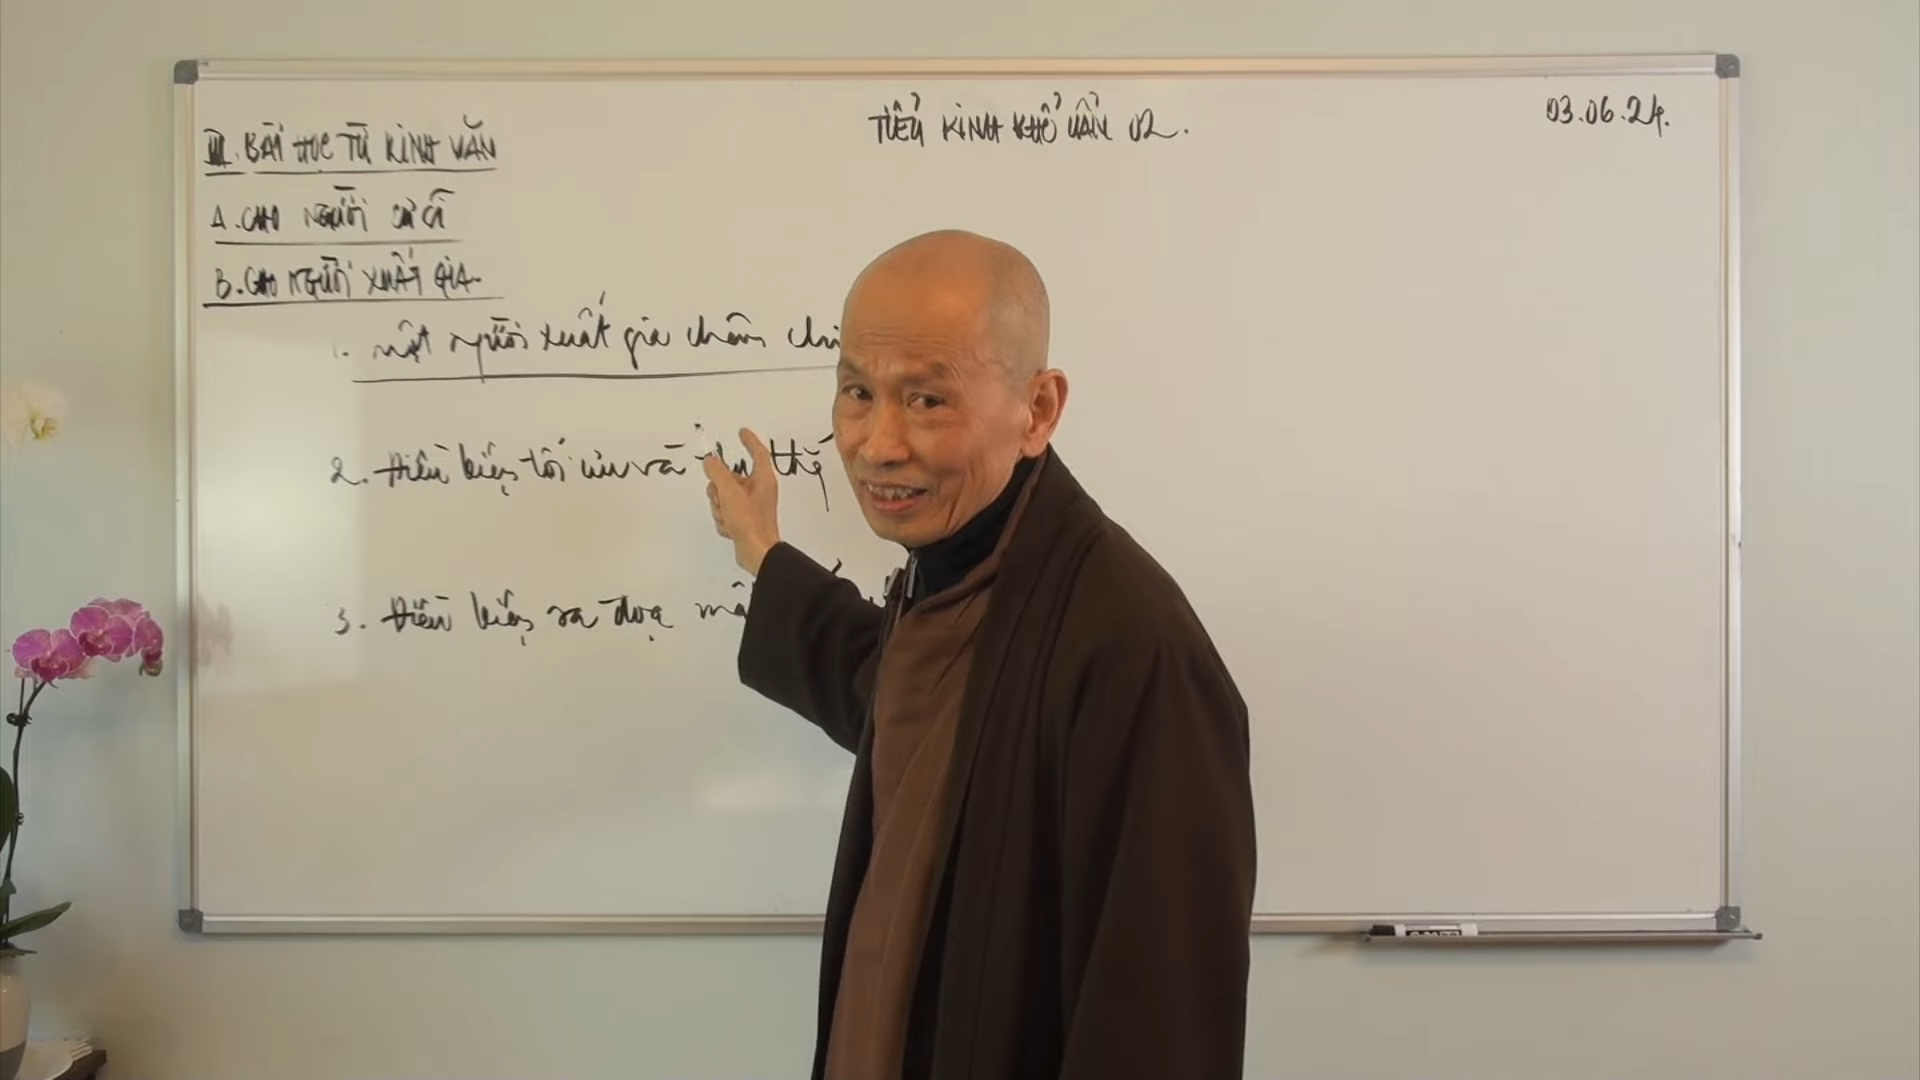 TIỂU KINH KHỔ UẨN 02.
03.06.24.
III. BÀI HỌC TỪ KINH VĂN
A. CHO NGƯỜI CƯ SĨ
B. CHO NGƯỜI XUẤT GIA
1. một người xuất gia chân
2. Điều kiện tối ưu và thế
3. Điều kiện ra đọa